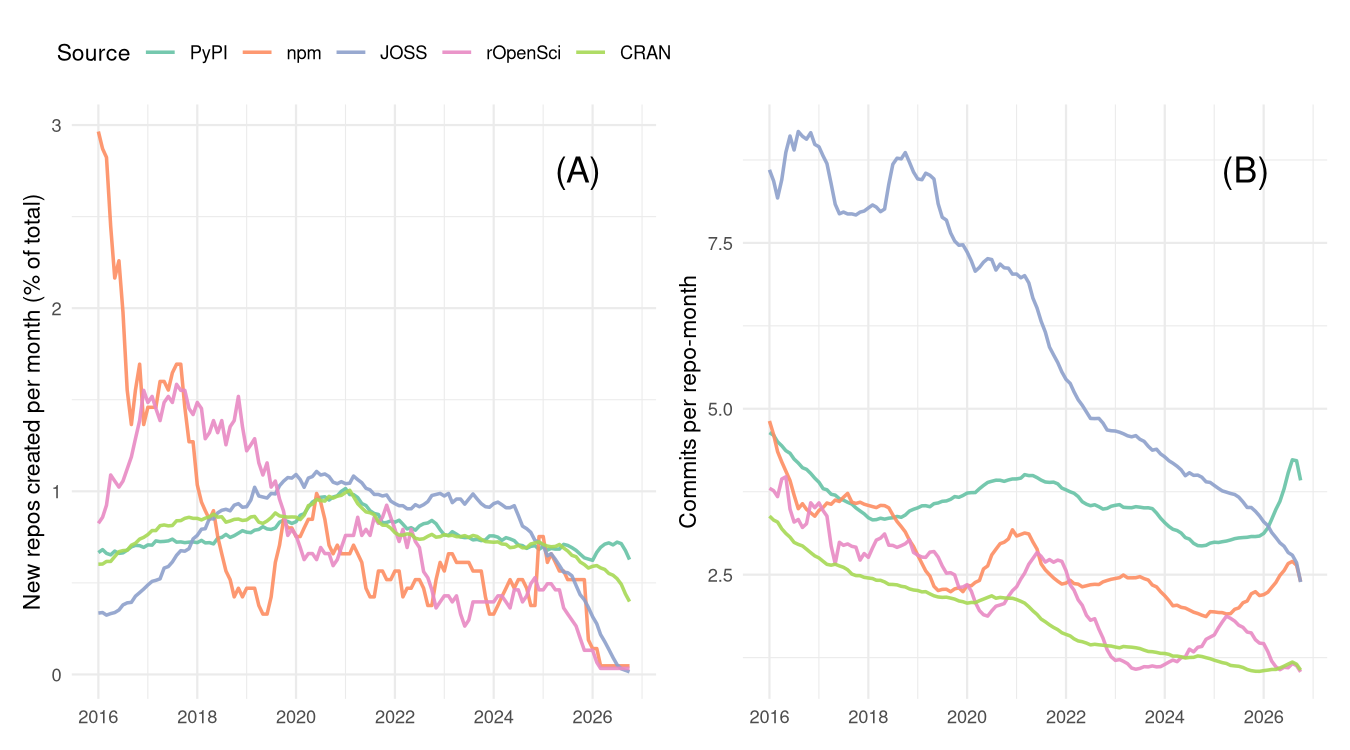 Source PyPI npm JOSS rOpenSci CRAN
New repos created per month (% of total)
3
2
1
0
(A)
2016 2018 2020 2022 2024 2026
Commits per repo-month
7.5
5.0
2.5
(B)
2016 2018 2020 2022 2024 2026